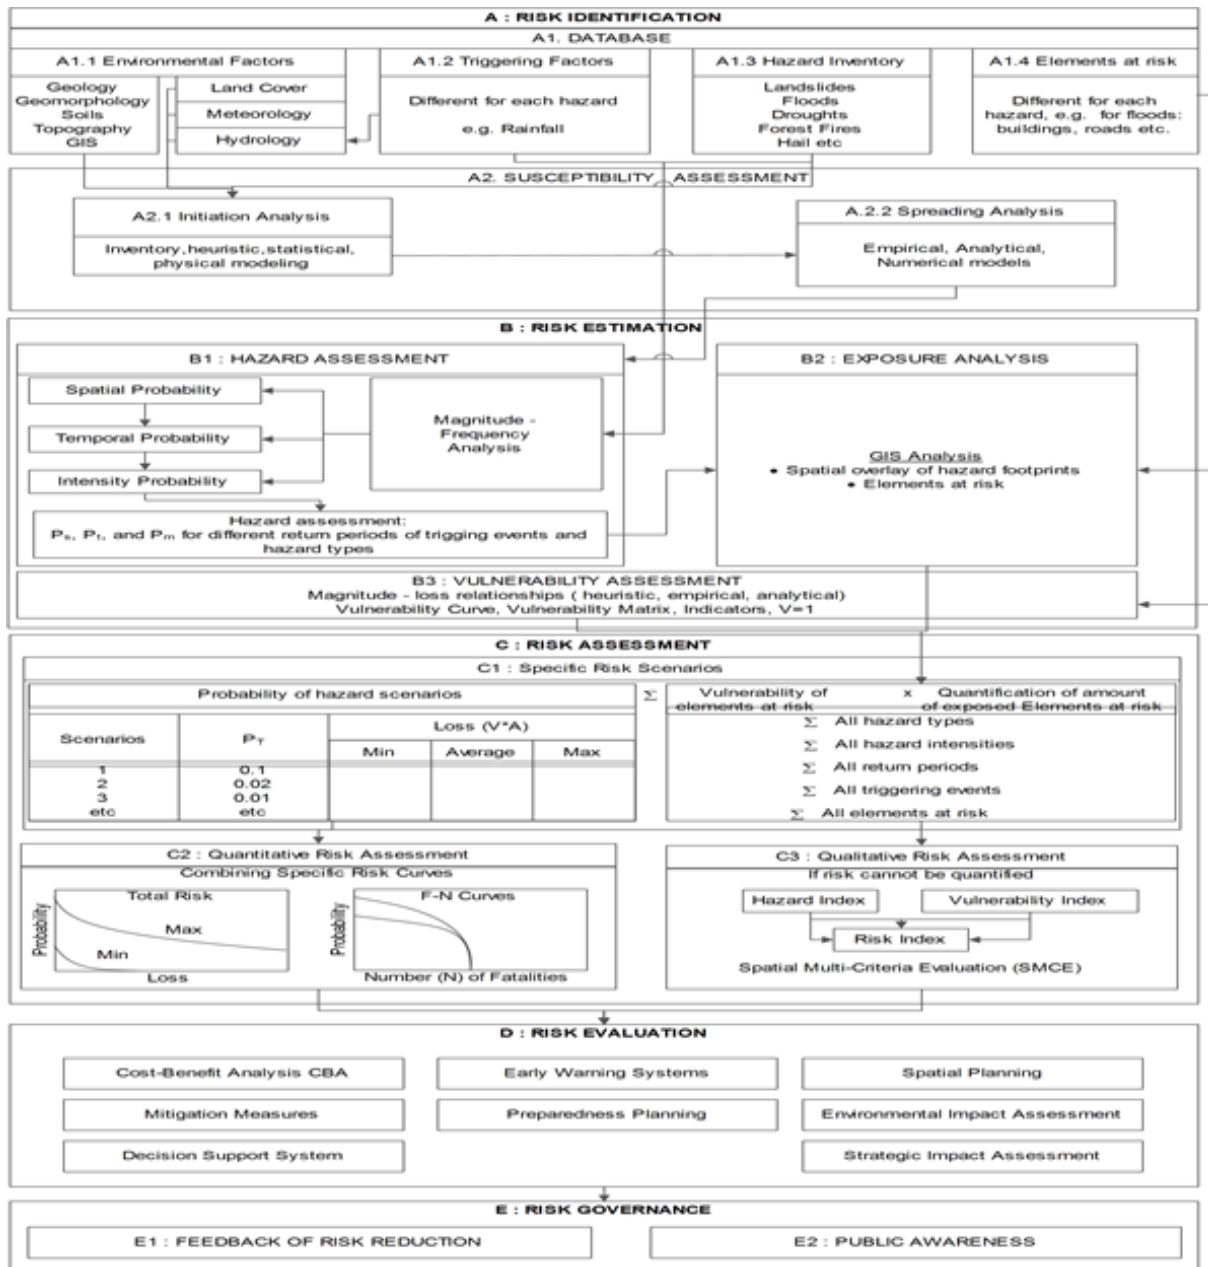 A : RISK IDENTIFICATION
A1. DATABASE
A1.1 Environmental Factors
Geology
Geomorphology
Soils
Topography
GIS
Land Cover
Meteorology
Hydrology
A1.2 Triggering Factors
Different for each hazard
e.g. Rainfall
A1.3 Hazard Inventory
Landslides
Floods
Droughts
Forest Fires
Hail etc
A1.4 Elements at risk
Different for each
hazard, e.g. for floods:
buildings, roads etc.
A2. SUSCEPTIBILITY ASSESSMENT
A2.1 Initiation Analysis
Inventory,heuristic,statistical,
physical modeling
A.2.2 Spreading Analysis
Empirical, Analytical,
Numerical models
B : RISK ESTIMATION
B1 : HAZARD ASSESSMENT
Spatial Probability
Temporal Probability
Intensity Probability
Magnitude -
Frequency
Analysis
Hazard assessment:
Ps, Pt, and Pm for different return periods of trigging events and
hazard types
B2 : EXPOSURE ANALYSIS
GIS Analysis
• Spatial overlay of hazard footprints
• Elements at risk
B3 : VULNERABILITY ASSESSMENT
Magnitude - loss relationships ( heuristic, empirical, analytical)
Vulnerability Curve, Vulnerability Matrix, Indicators, V=1
C : RISK ASSESSMENT
C1 : Specific Risk Scenarios
Probability of hazard scenarios
Scenarios PT Loss (V*A)
Min Average Max
1 0.1
2 0.02
3 0.01
etc etc
Σ
Vulnerability of x Quantification of amount
elements at risk of exposed Elements at risk
Σ All hazard types
Σ All hazard intensities
Σ All return periods
Σ All triggering events
Σ All elements at risk
C2 : Quantitative Risk Assessment
Combining Specific Risk Curves
Total Risk
Probability
Max
Min
Loss
F-N Curves
Probability
Number (N) of Fatalities
C3 : Qualitative Risk Assessment
If risk cannot be quantified
Hazard Index
Vulnerability Index
Risk Index
Spatial Multi-Criteria Evaluation (SMCE)
D : RISK EVALUATION
Cost-Benefit Analysis CBA
Early Warning Systems
Spatial Planning
Mitigation Measures
Preparedness Planning
Environmental Impact Assessment
Decision Support System
Strategic Impact Assessment
E : RISK GOVERNANCE
E1 : FEEDBACK OF RISK REDUCTION
E2 : PUBLIC AWARENESS